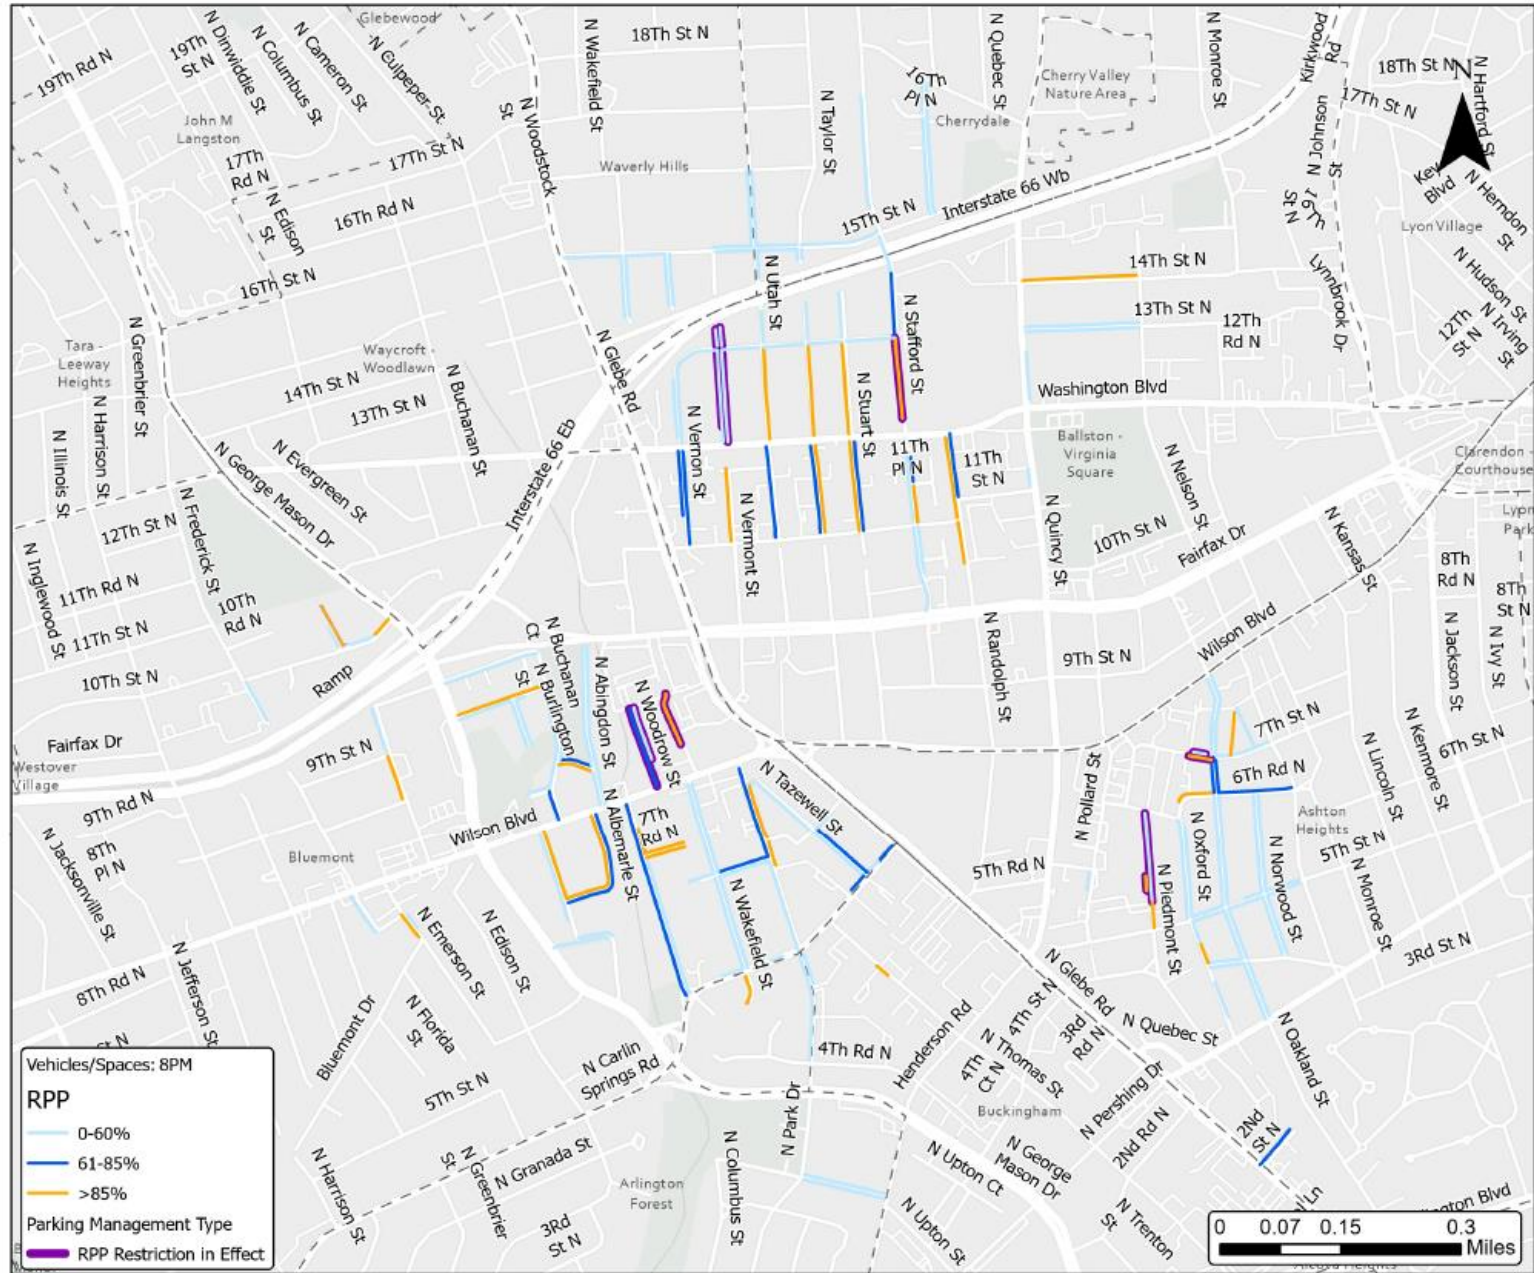 Glebewood
18Th St N
19Th Rd N
19Th
St N
N Dinwiddie St
N Columbus St
N Cameron St
N Culpeper St
N Woodstock
St
N Wakefield St
N Taylor St
16Th
Pl N
Cherrydale
N Quebec St
Cherry Valley
Nature Area
N Monroe St
Kirkwood
Rd
18Th St N
N
N Hartford St
17Th St N
N Johnson
St
John M
Langston
17Th
Rd N
17Th St N
Waverly Hills
16Th Rd N
N Edison
St
16Th St N
15Th St N
Interstate 66 Wb
16Th
St N
Key
Blvd
N Herndon
St
Lyon Village
N Hudson St
N Irving
St
12Th
St N
14Th St N
13Th St N
12Th
Rd N
Lynnbrook Dr
N Utah St
N Stafford St
N Stuart St
N Greenbrier St
Tara -
Leeway
Heights
Waycroft -
Woodlawn
N Glebe Rd
14Th St N
13Th St N
N Buchanan St
Washington Blvd
N Harrison St
N Illinois St
N Evergreen St
N George Mason Dr
Interstate 66 Eb
N Vernon St
11Th
Pl N
11Th
St N
Ballston -
Virginia
Square
N Nelson St
Clarendon -
Courthouse
Lyon
Park
12Th St N
N Frederick St
N Inglewood St
11Th Rd N
11Th St N
10Th
Rd N
10Th St N
N Vermont St
N Quincy St
10Th St N
Fairfax Dr
N Kansas St
8Th
Rd N
8Th
St N
N Jackson St
N Ivy St
Wilson Blvd
9Th St N
N Randolph St
Ramp
N Buchanan
Ct
N Burlington
St
N Abingdon St
N Woodrow St
Fairfax Dr
Westover
Village
9Th St N
9Th Rd N
7Th St N
6Th St N
6Th Rd N
N Lincoln St
N Kenmore St
N Pollard St
N Tazewell St
Wilson Blvd
7Th
Rd N
N Albemarle St
Ashton
Heights
5Th St N
N Monroe St
N Oxford St
N Norwood St
5Th Rd N
N Piedmont St
8Th
Pl N
Bluemont
N Jacksonville St
N Wakefield St
N Emerson St
N Edison St
3Rd St N
8Th Rd N
N Jefferson St
Bluemont Dr
N Florida
St
N Glebe Rd
N Quebec St
4Th St N
3Rd
Rd N
N Oakland St
St N
N Carlin
Springs Rd
4Th Rd N
Henderson Rd
4Th
Ct N
N Thomas St
N Pershing Dr
5Th St N
Buckingham
2Nd
St N
2Nd Rd N
N Park Dr
N Granada St
N Greenbrier
St
N Harrison St
3Rd
St N
Arlington
Forest
N Columbus St
N Upton Ct
N George
Mason Dr
N Upton St
N Trenton
St
Vehicles/Spaces: 8PM
RPP
0-60%
61-85%
>85%
Parking Management Type
RPP Restriction in Effect
0 0.07 0.15 0.3
Miles